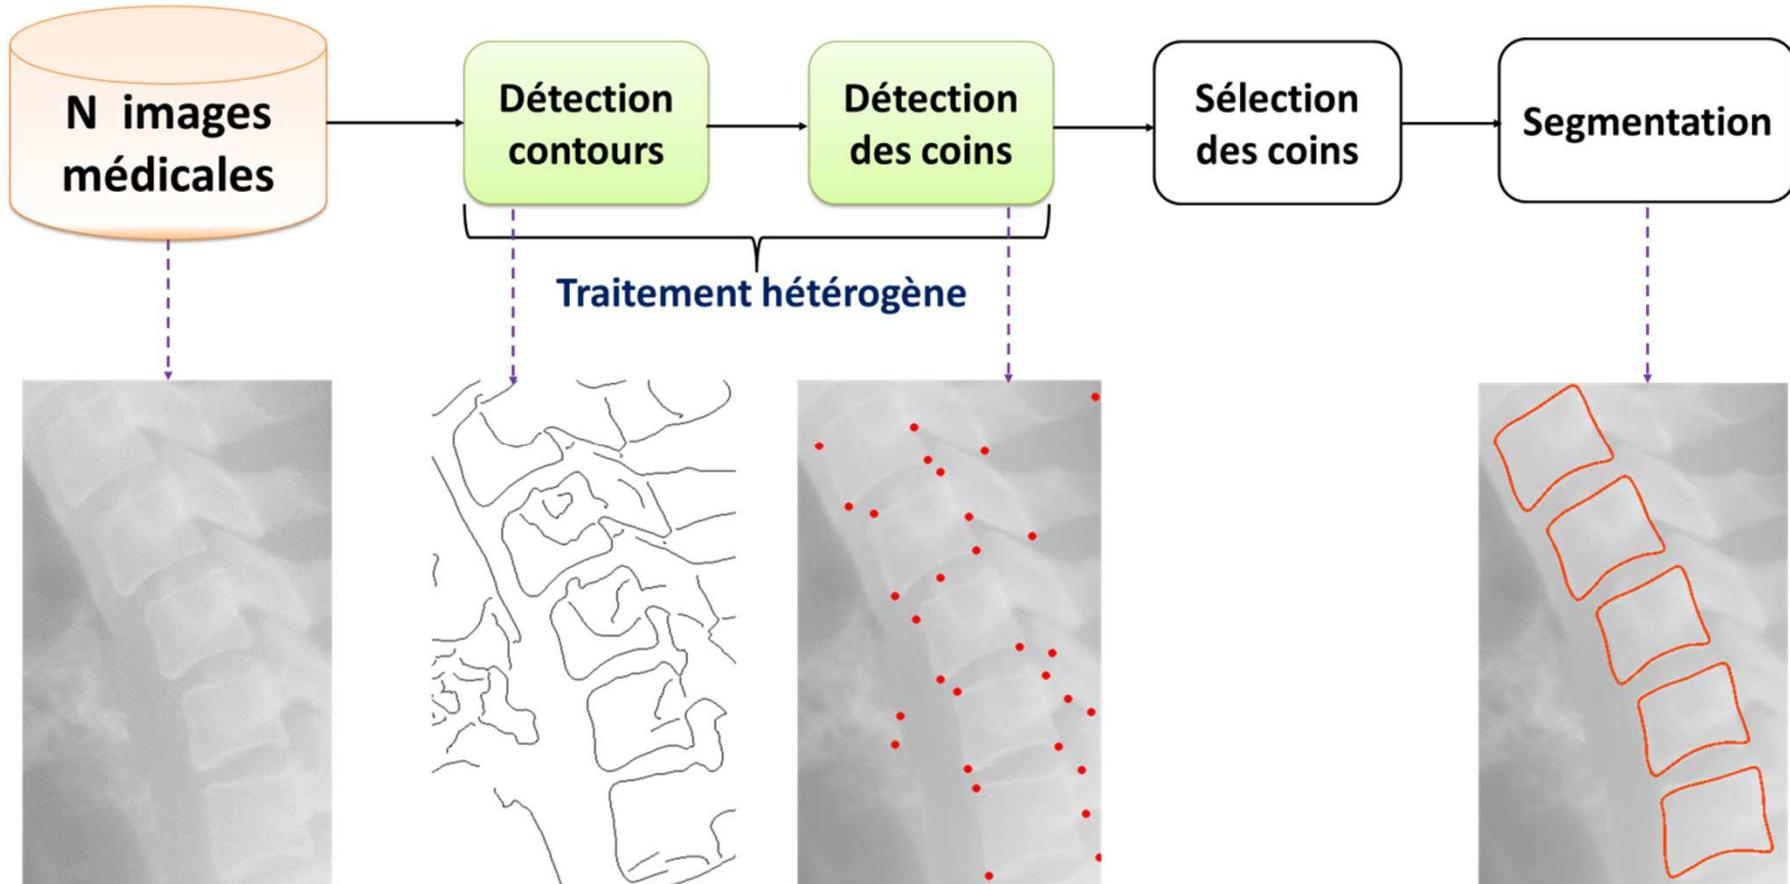 N images
médicales
Détection
contours
Détection
des coins
Sélection
des coins
Segmentation
Traitement hétérogène